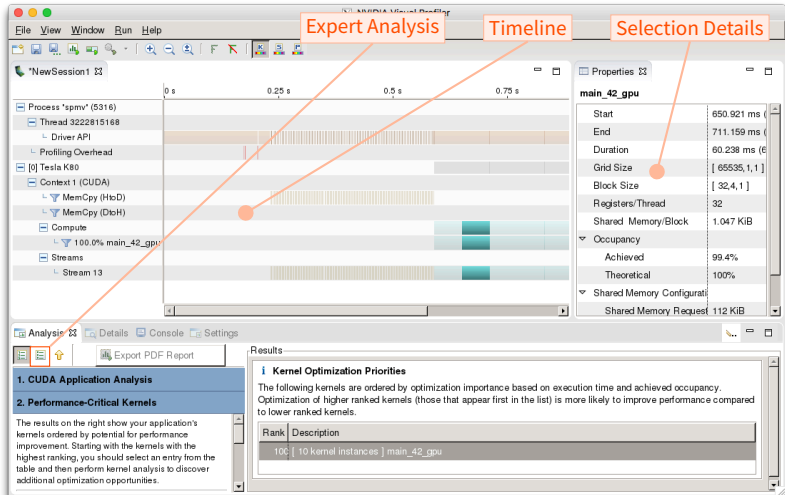 NVIDIA Visual Profiler
Expert Analysis
Timeline
Selection Details
File View Window Run Help
*NewSession1
Properties
0 s 0.25 s 0.5 s 0.75 s
main_42_gpu
Process "spmv" (5316)
Thread 3222815168
Driver API
Profiling Overhead
[0] Tesla K80
Context 1 (CUDA)
MemCpy (HtoD)
MemCpy (DtoH)
Compute
100.0% main_42_gpu
Streams
Stream 13
Start 650.921 ms (
End 711.159 ms (
Duration 60.238 ms (6
Grid Size [ 65535,1,1 ]
Block Size [ 32,4,1 ]
Registers/Thread 32
Shared Memory/Block 1.047 KiB
Occupancy
Achieved 99.4%
Theoretical 100%
Shared Memory Configurati
Shared Memory Request 112 KiB
Analysis Details Console Settings
Export PDF Report
1. CUDA Application Analysis
2. Performance-Critical Kernels
The results on the right show your application's
kernels ordered by potential for performance
improvement. Starting with the kernels with the
highest ranking, you should select an entry from the
table and then perform kernel analysis to discover
additional optimization opportunities.
Results
i Kernel Optimization Priorities
The following kernels are ordered by optimization importance based on execution time and achieved occupancy.
Optimization of higher ranked kernels (those that appear first in the list) is more likely to improve performance compared
to lower ranked kernels.
Rank Description
100 [ 10 kernel instances ] main_42_gpu